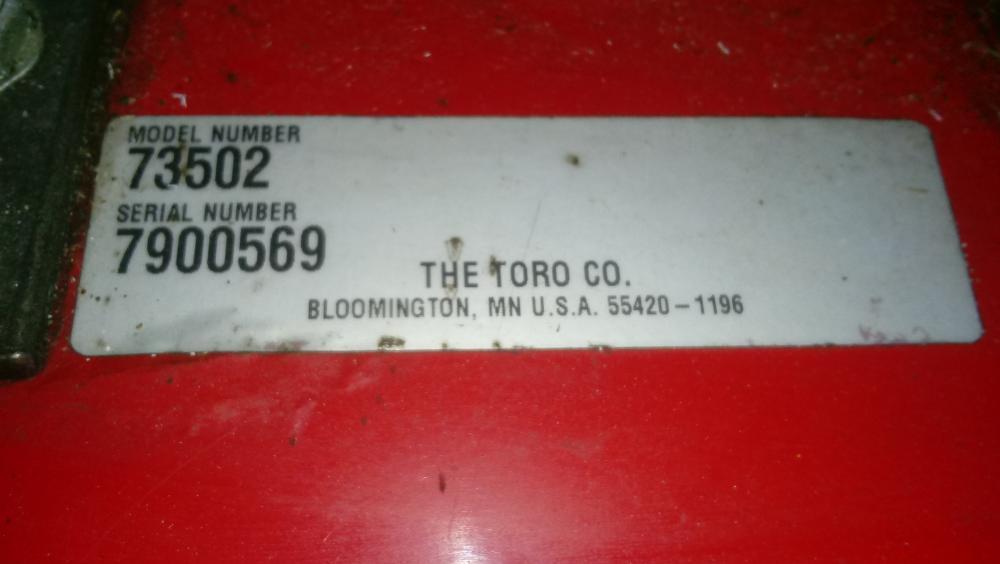 MODEL NUMBER
73502
SERIAL NUMBER
7900569
THE TORO CO.
BLOOMINGTON, MN U.S.A. 55420-1196